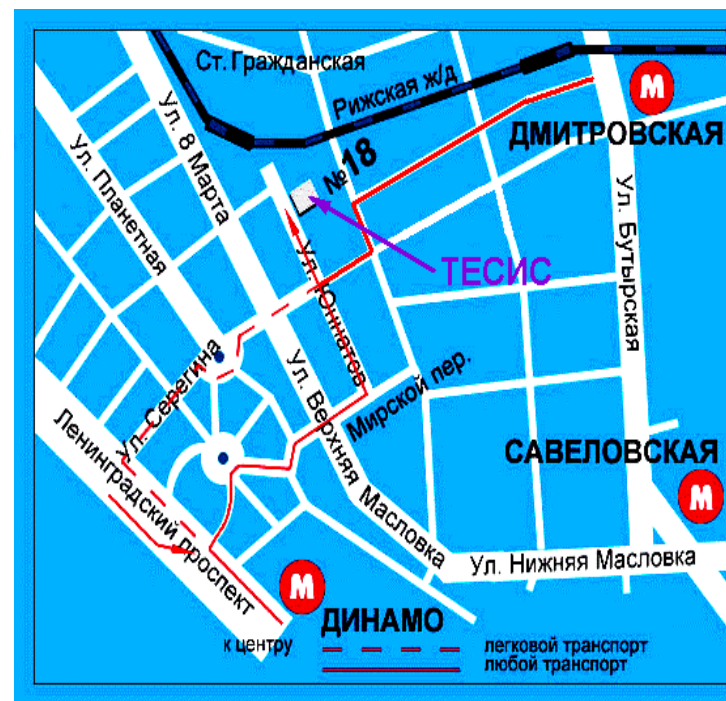 Ст. Гражданская
Рижская ж/д
М
ДМИТРОВСКАЯ
Ул. 8 Марта
Ул. Планетная
№18
ТЕСИС
Ул. Юннатов
Ул. Бутырская
Ул. Серегина
Ул. Верхняя Масловка
Мирской пер.
Ленинградский проспект
САВЕЛОВСКАЯ
М
Ул. Нижняя Масловка
М
ДИНАМО
к центру
легковой транспорт
любой транспорт